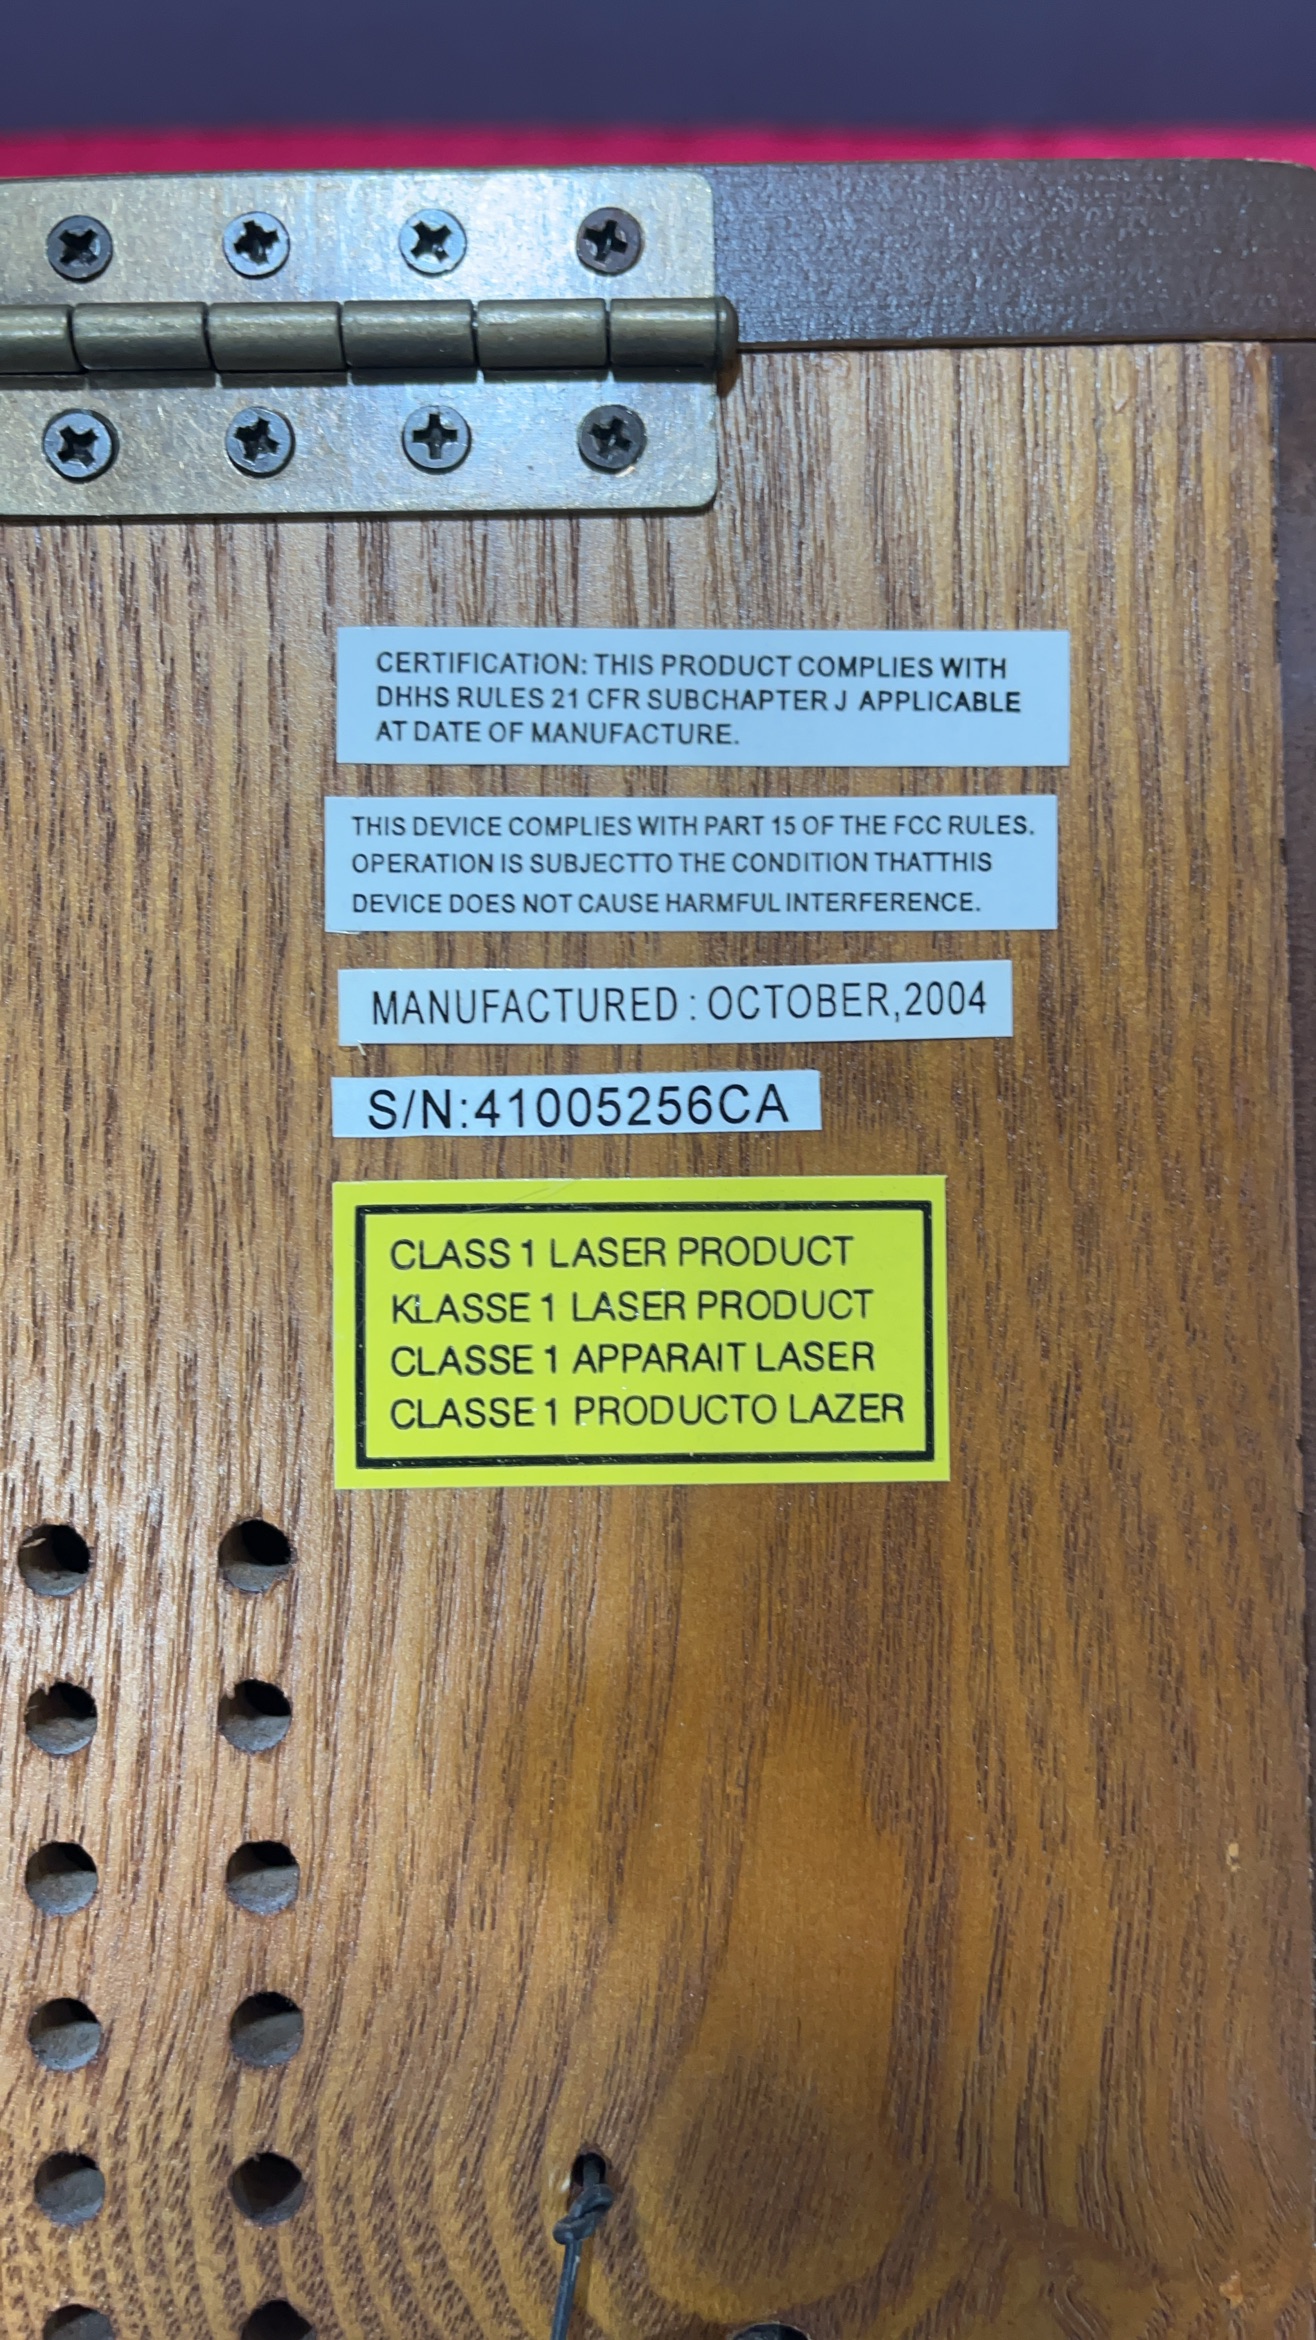 CERTIFICATION: THIS PRODUCT COMPLIES WITH
DHHS RULES 21 CFR SUBCHAPTER J APPLICABLE
AT DATE OF MANUFACTURE.
THIS DEVICE COMPLIES WITH PART 15 OF THE FCC RULES.
OPERATION IS SUBJECTTO THE CONDITION THATTHIS
DEVICE DOES NOT CAUSE HARMFUL INTERFERENCE.
MANUFACTURED : OCTOBER,2004
S/N:41005256CA
CLASS 1 LASER PRODUCT
KLASSE 1 LASER PRODUCT
CLASSE 1 APPARAIT LASER
CLASSE 1 PRODUCTO LAZER